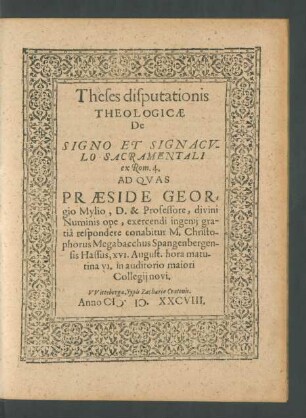 Theses disputationis
THEOLOGICÆ
De
SIGNO ET SIGNACV-
LO SACRAMENTALI
ex Rom. 4.
AD QVAS
PRÆSIDE GEOR-
gio Mylio, D. & Professore, divini
Numinis ope, exercendi ingenij gra-
tiâ respondere conabitur M. Christo-
phorus Megabacchus Spangenbergen-
sis Hassus, XVI. August. hora matu-
tina VI. in auditorio maiori
Collegij novi.
VVitebergæ, Typis Zachariæ Cratonis.
Anno CIↃ IↃ XXCVIII.